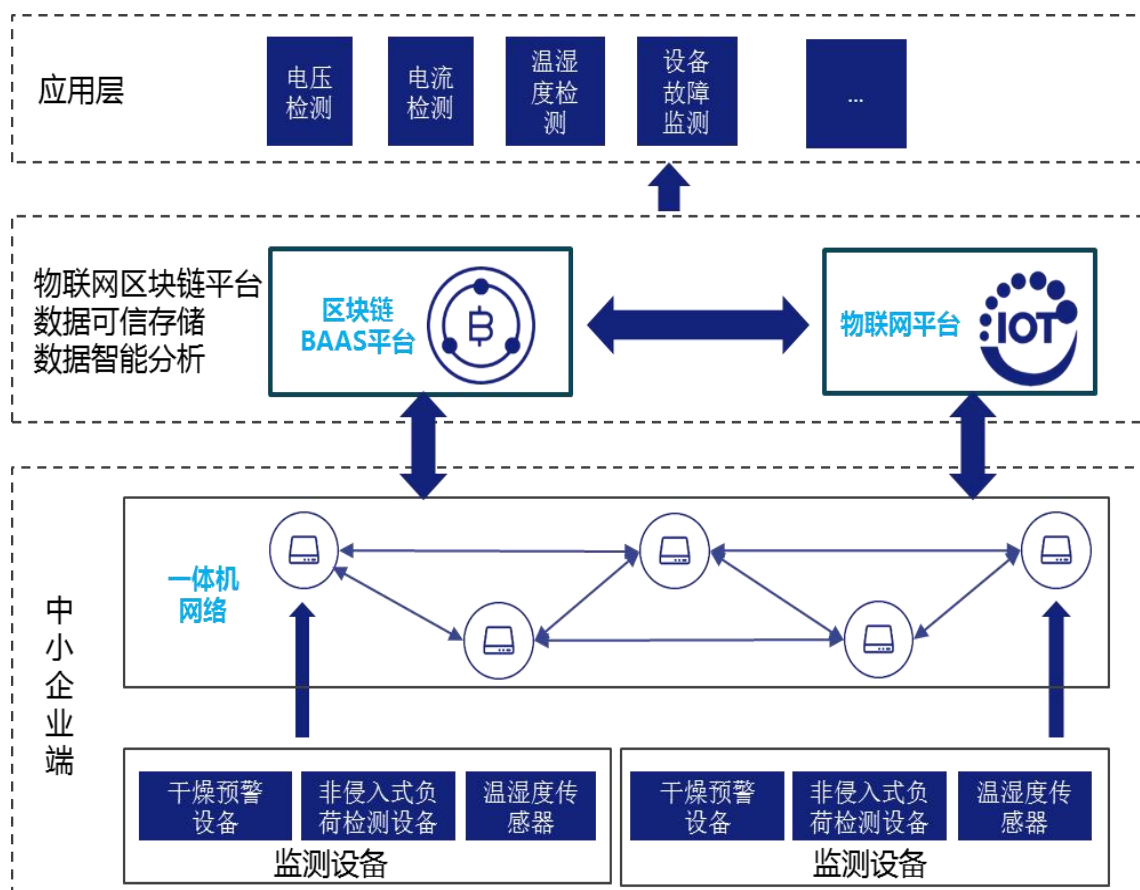 应用层
电压
检测
电流
检测
温湿
度检
测
设备
故障
监测
...
物联网区块链平台
数据可信存储
数据智能分析
区块链
BAAS平台
B
物联网平台
IOT
中
小
企
业
端
一体机
网络
干燥预警
设备
非侵入式负
荷检测设备
温湿度传
感器
监测设备
干燥预警
设备
非侵入式负
荷检测设备
温湿度传
感器
监测设备